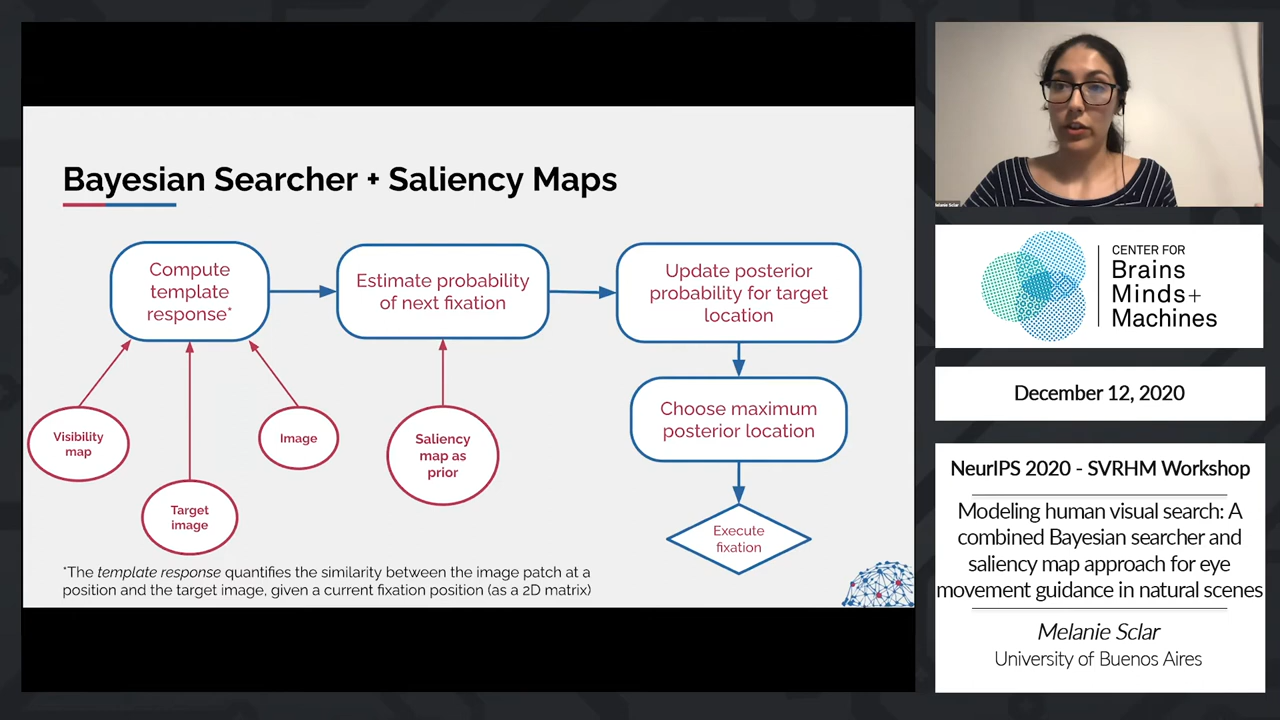 Bayesian Searcher + Saliency Maps
Compute
template
response*
Estimate probability
of next fixation
Update posterior
probability for target
location
Visibility
map
Target
image
Image
Saliency
map as
prior
Choose maximum
posterior location
Execute
fixation
*The template response quantifies the similarity between the image patch at a
position and the target image, given a current fixation position (as a 2D matrix)
Melanie Sclar
CENTER FOR
Brains
Minds+
Machines
December 12, 2020
NeurIPS 2020 - SVRHM Workshop
Modeling human visual search: A
combined Bayesian searcher and
saliency map approach for eye
movement guidance in natural scenes
Melanie Sclar
University of Buenos Aires